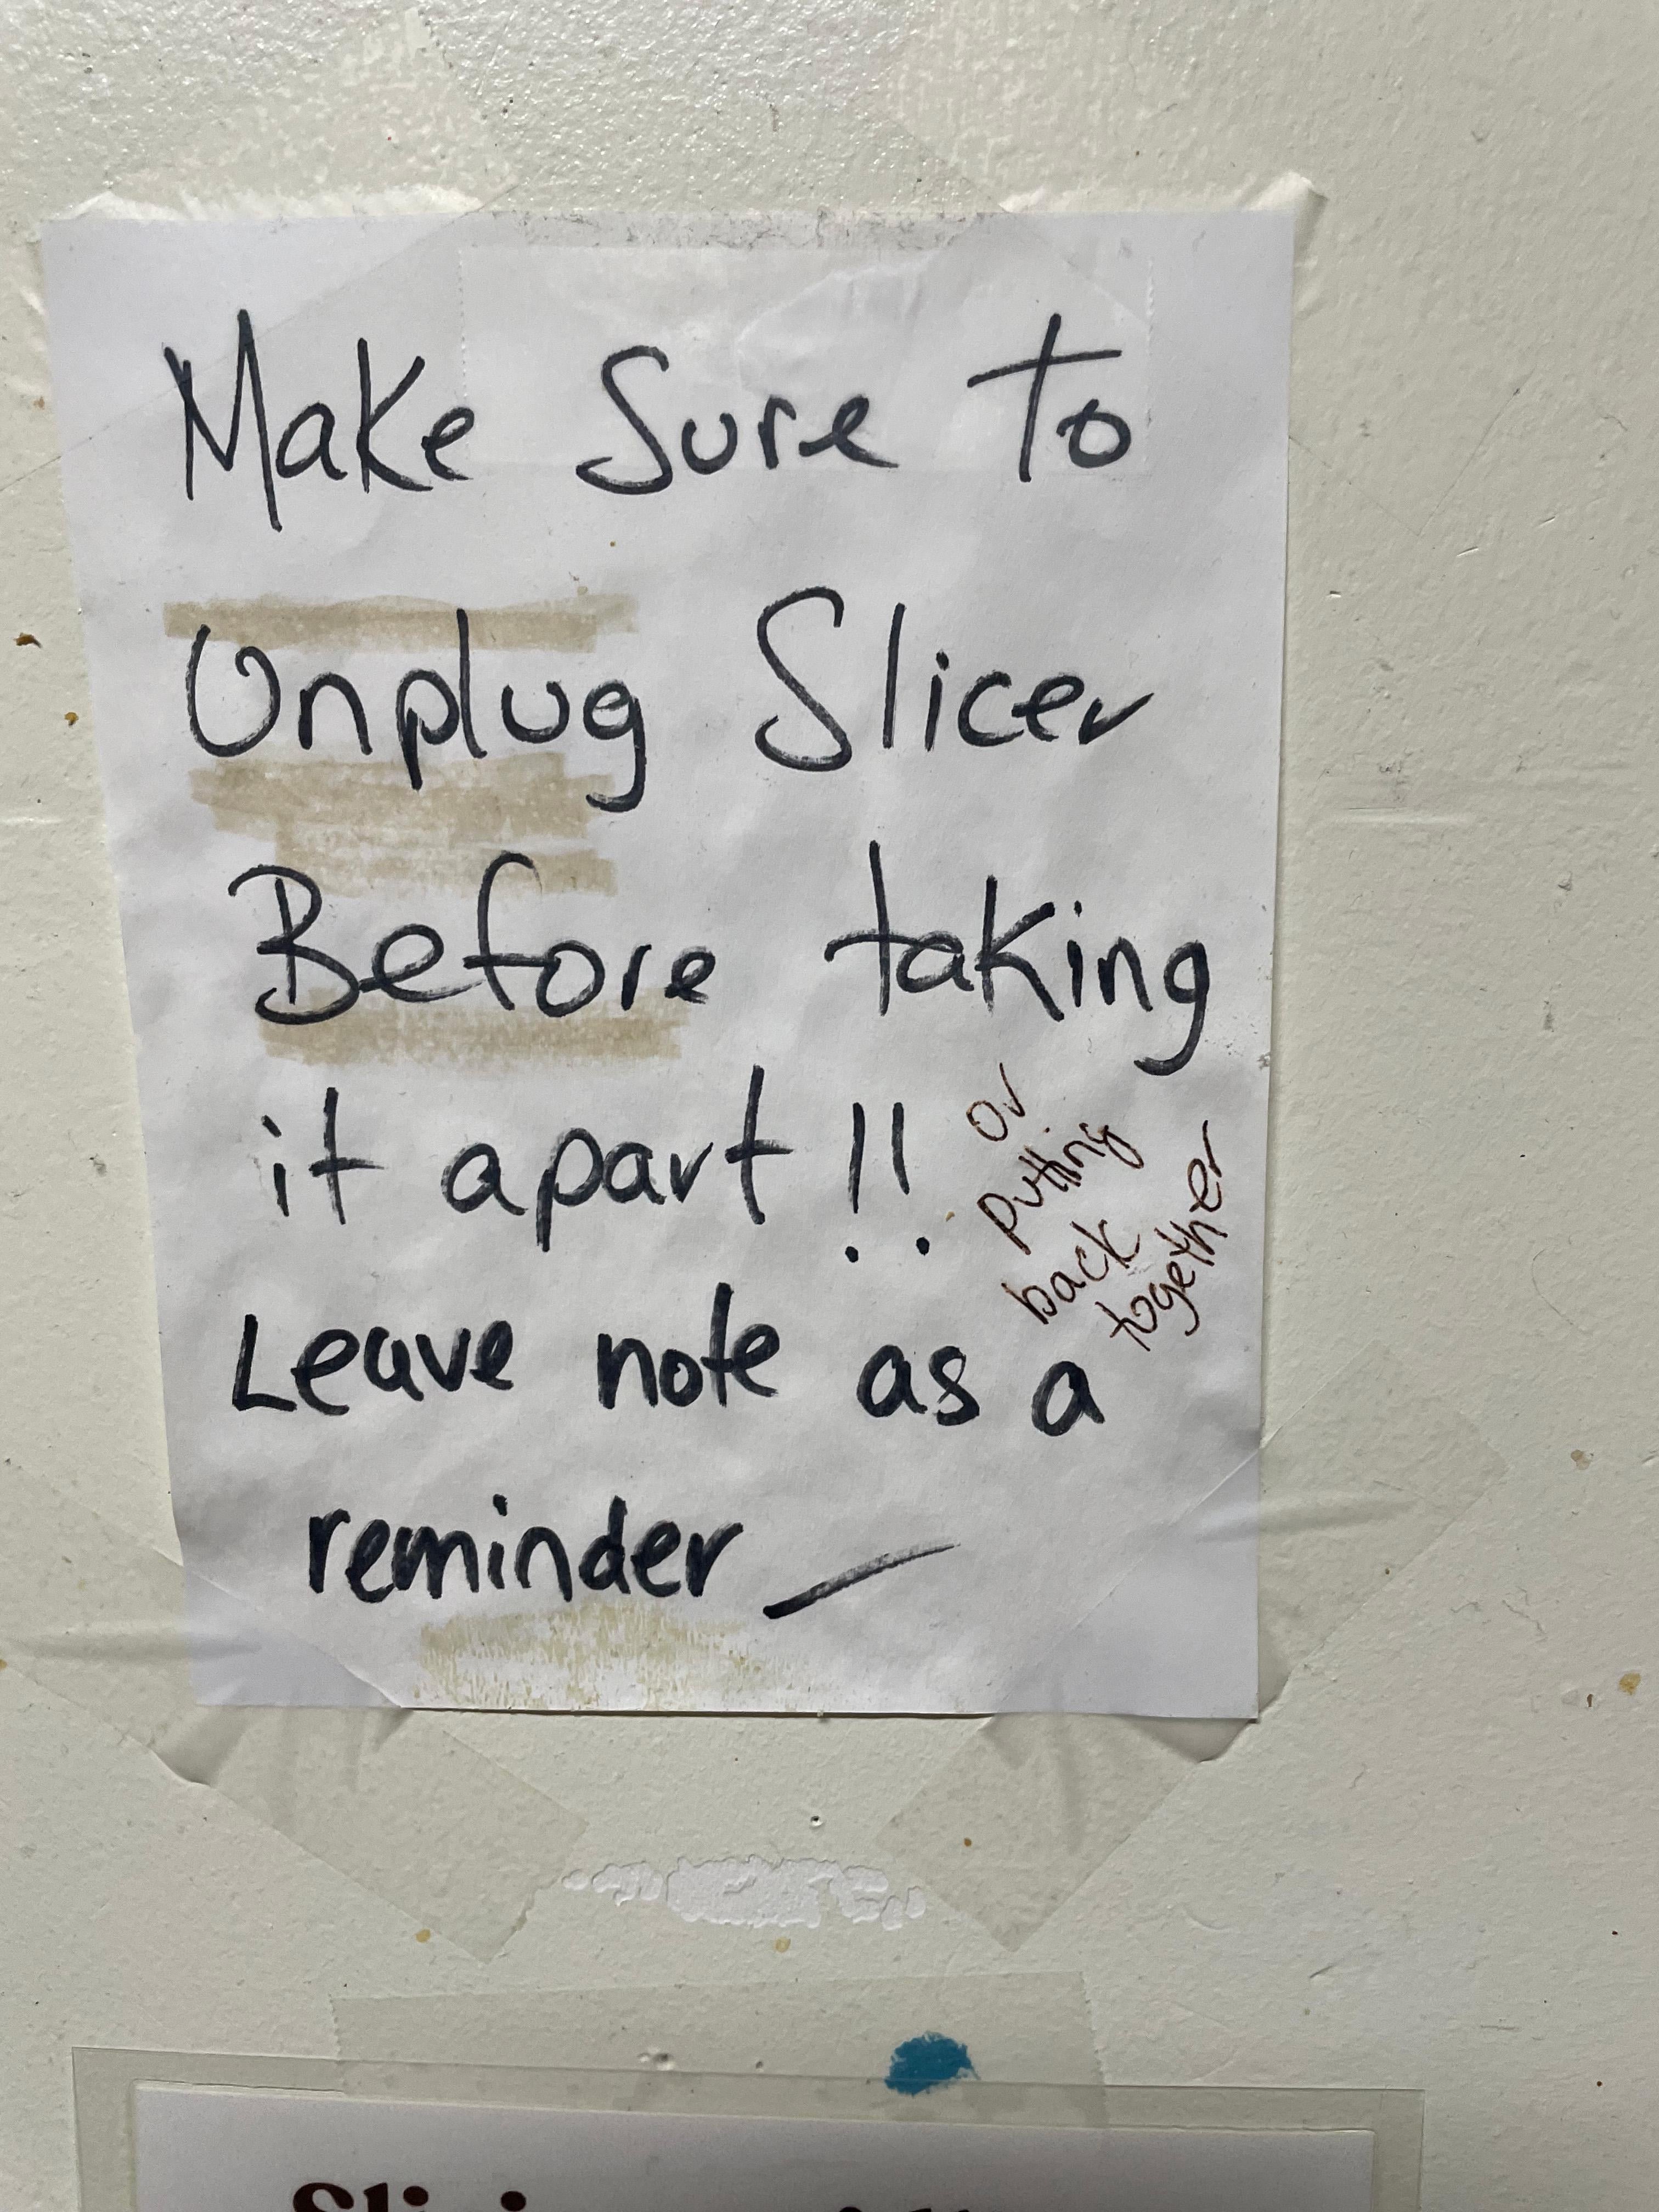 Make Sure To
Unplug Slicer
Before taking
it apart !!
or
putting
back
together
Leave note as a
reminder